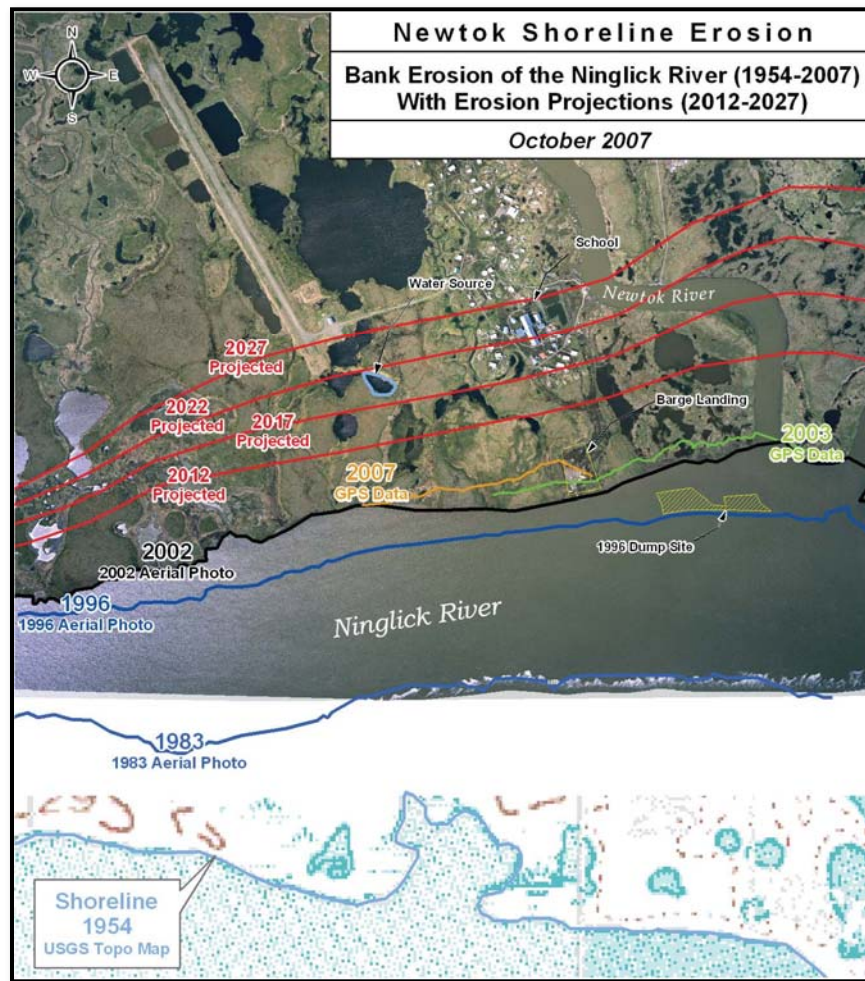 Newtok Shoreline Erosion
Bank Erosion of the Ninglick River (1954-2007)
With Erosion Projections (2012-2027)
October 2007
N
W
E
S
School
Water Source
Newtok River
2027
Projected
2022
Projected
2017
Projected
2012
Projected
Barge Landing
2003
GPS Data
2007
GPS Data
2002
2002 Aerial Photo
1996 Dump Site
1996
1996 Aerial Photo
Ninglick River
1983
1983 Aerial Photo
Shoreline
1954
USGS Topo Map